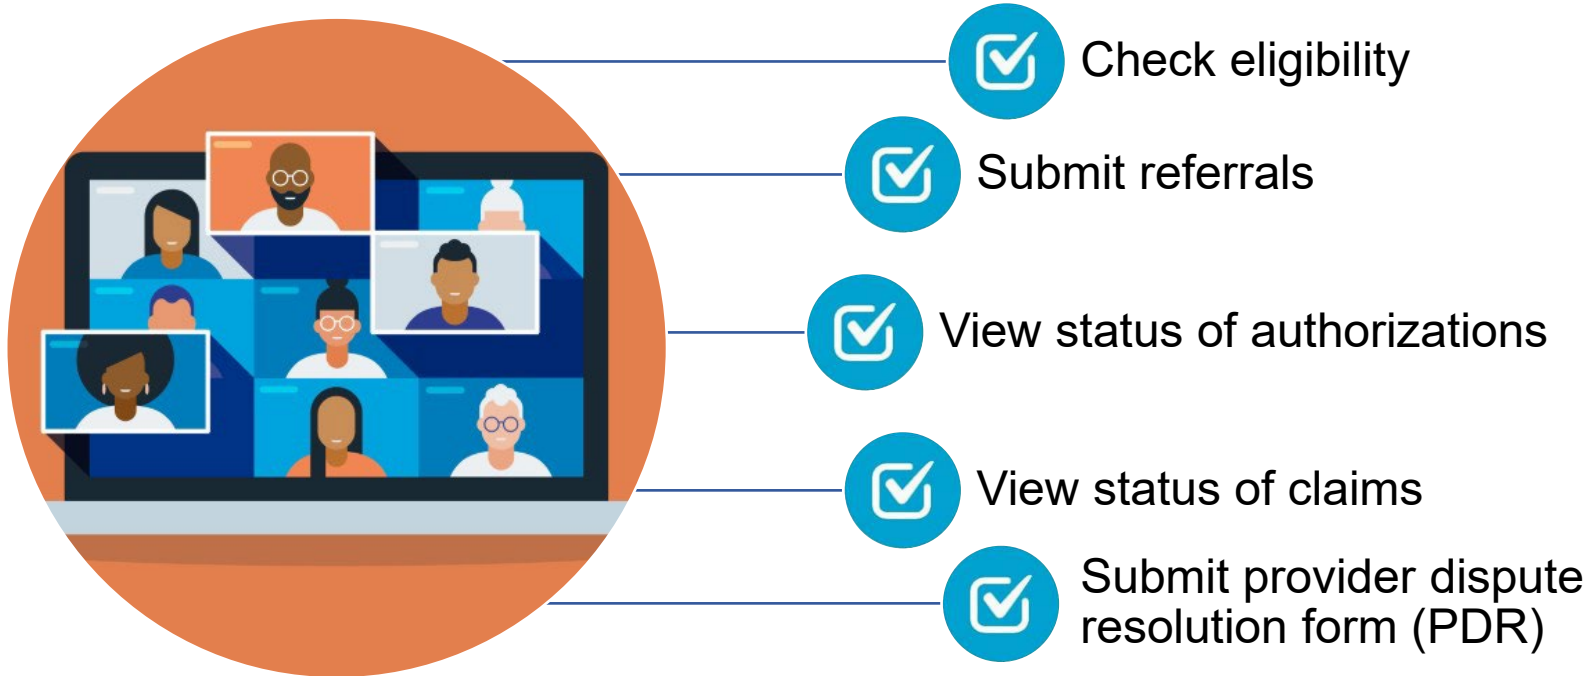 Check eligibility
Submit referrals
View status of authorizations
View status of claims
Submit provider dispute
resolution form (PDR)